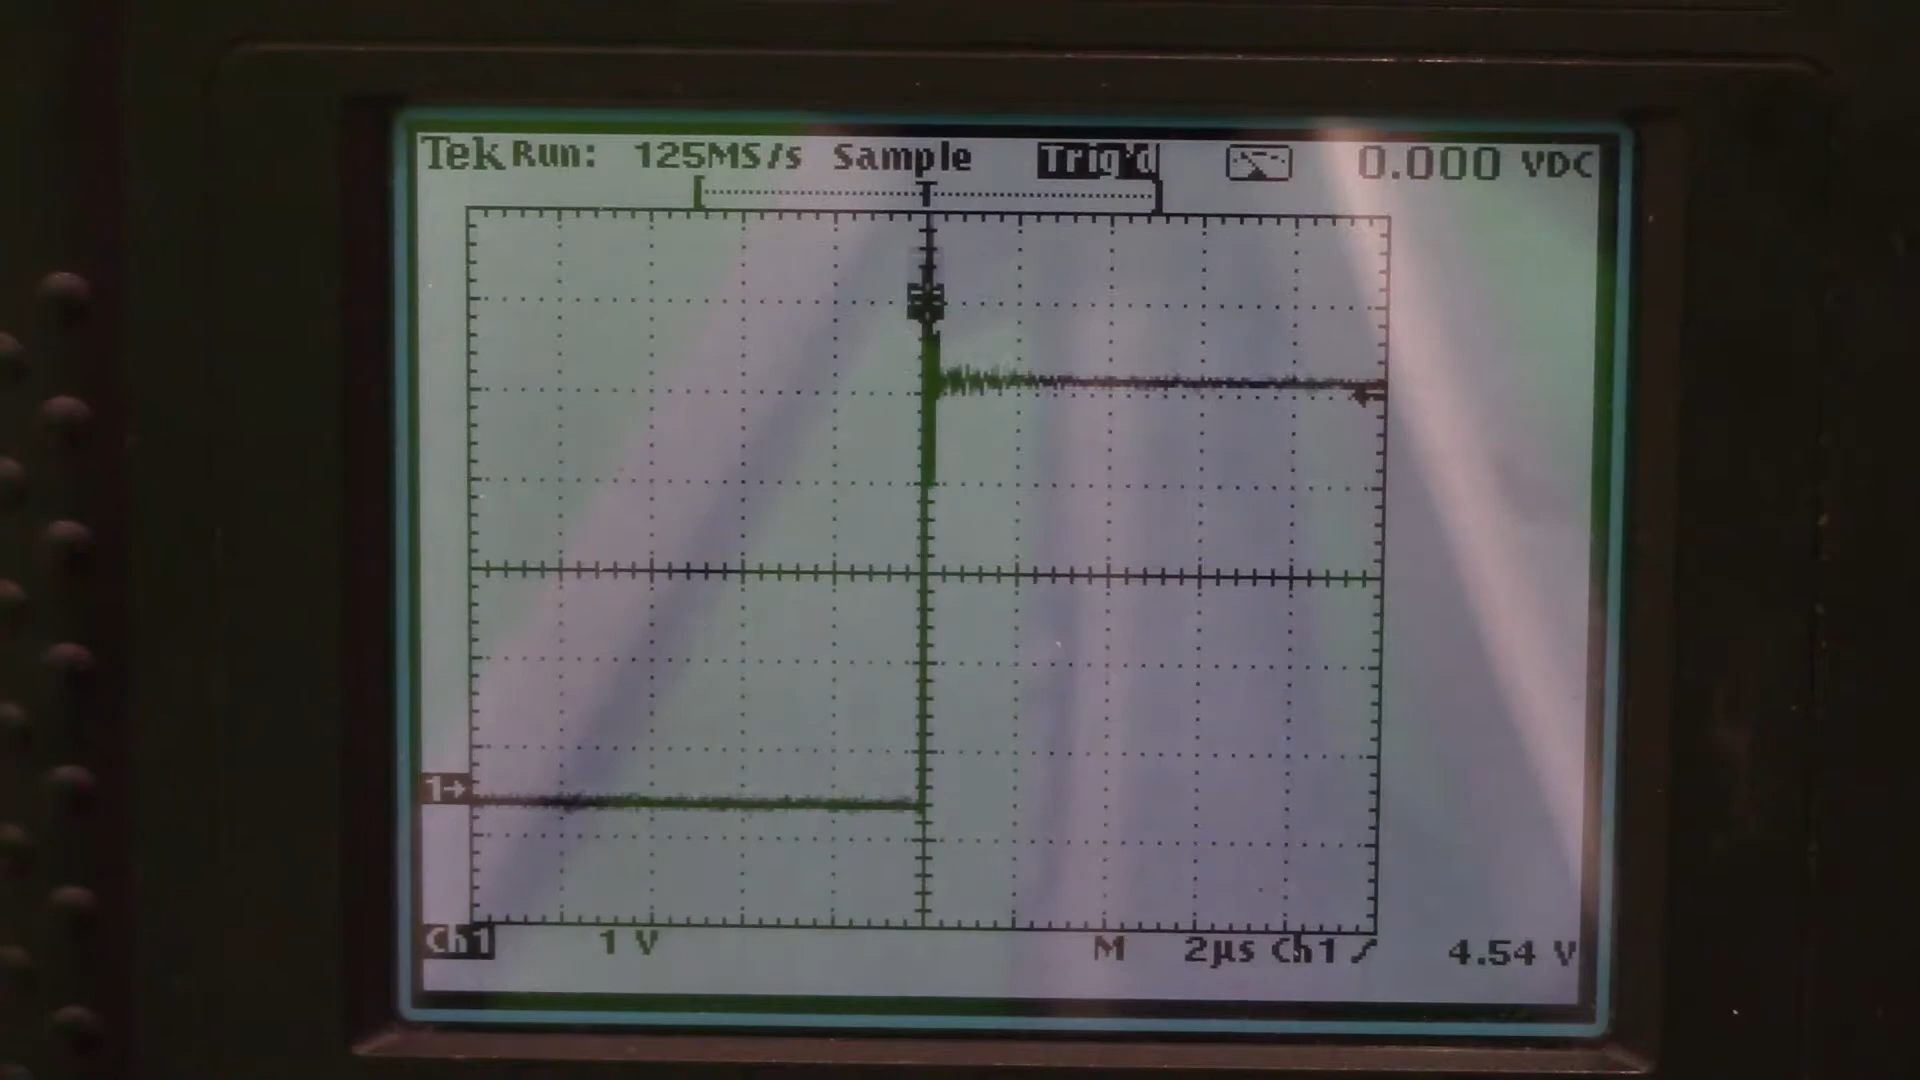 Tek Run: 125MS/s Sample Trig'd 0.000 VDC
T
1→
Ch1 1 V M 2µs Ch1 4.54 V